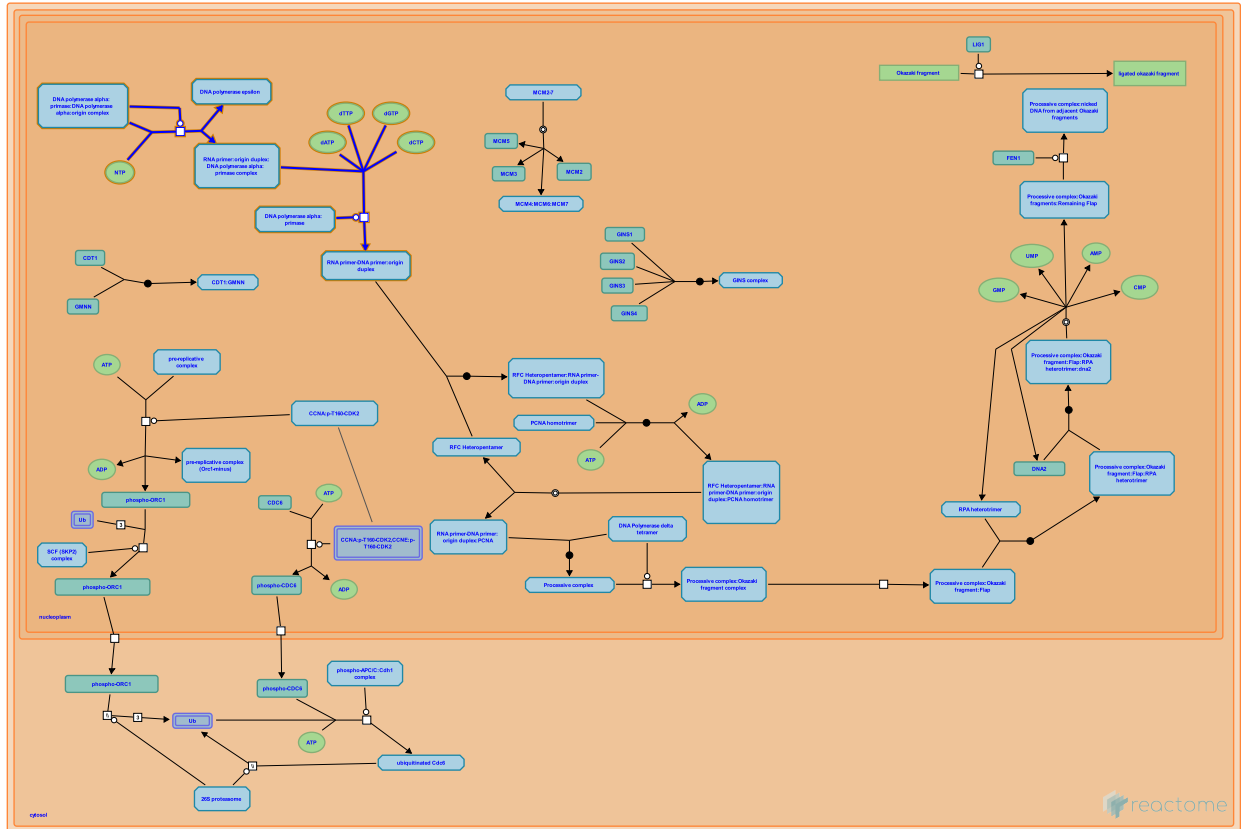 LIG1
Okazaki fragment
ligated okazaki fragment
DNA polymerase alpha:
primase:DNA polymerase
alpha:origin complex
DNA polymerase epsilon
NTP
RNA primer:origin duplex:
DNA polymerase alpha:
primase complex
dTTP
dGTP
dATP
dCTP
DNA polymerase alpha:
primase
RNA primer-DNA primer:origin
duplex
MCM2-7
MCM5
MCM3
MCM2
MCM4:MCM6:MCM7
Processive complex:nicked
DNA from adjacent Okazaki
fragments
FEN1
Processive complex:Okazaki
fragments:Remaining Flap
UMP
AMP
GMP
CMP
CDT1
GMNN
CDT1:GMNN
GINS1
GINS2
GINS3
GINS4
GINS complex
Processive complex:Okazaki
fragment:Flap:RPA
heterotrimer:dna2
ATP
pre-replicative
complex
CCNA:p-T160-CDK2
ADP
pre-replicative complex
(Orc1-minus)
phospho-ORC1
Ub
3
SCF (SKP2)
complex
phospho-ORC1
CDC6
ATP
CCNA:p-T160-CDK2,CCNE:p-
T160-CDK2
phospho-CDC6
ADP
RFC Heteropentamer:RNA primer-
DNA primer:origin duplex
PCNA homotrimer
ADP
ATP
RFC Heteropentamer
RFC Heteropentamer:RNA
primer-DNA primer:origin
duplex:PCNA homotrimer
RNA primer-DNA primer:
origin duplex:PCNA
DNA Polymerase delta
tetramer
Processive complex
Processive complex:Okazaki
fragment complex
DNA2
Processive complex:Okazaki
fragment:Flap:RPA
heterotrimer
RPA heterotrimer
Processive complex:Okazaki
fragment:Flap
nucleoplasm
phospho-ORC1
3
Ub
phospho-CDC6
phospho-APC/C:Cdh1
complex
ATP
ubiquitinated Cdc6
26S proteasome
cytosol
reactome